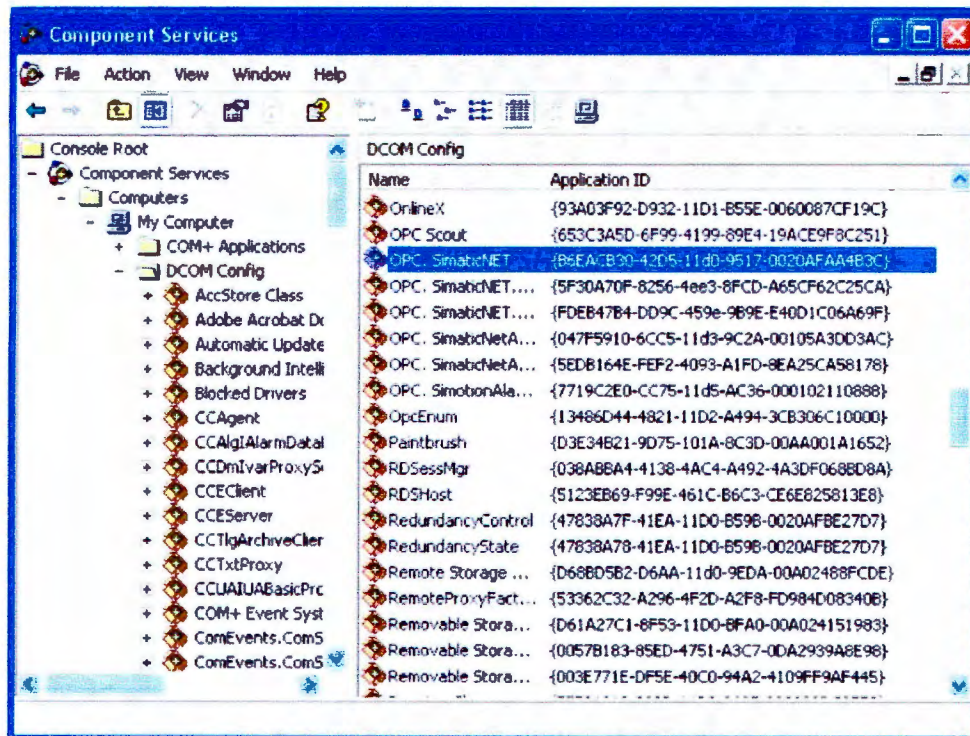 Component Services
File Action View Window Help
Console Root
Component Services
Computers
My Computer
COM+ Applications
DCOM Config
AccStore Class
Adobe Acrobat Dc
Automatic Update
Background Intelli
Blocked Drivers
CCAgent
CCAlgIAlarmDatal
CCDmIvarProxyS
CCEClient
CCEServer
CCTlgArchiveClier
CCTxtProxy
CCUAIUABasicPrc
COM+ Event Syst
ComEvents.ComS
ComEvents.ComS
DCOM Config
Name Application ID
OnlineX {93A03F92-D932-11D1-B55E-0060087CF19C}
OPC Scout {653C3A5D-6F99-4199-89E4-19ACE9F8C251}
OPC. SimaticNET {B6EACB30-42D5-11d0-9517-0020AFAA4B3C}
OPC. SimaticNET.... {5F30A70F-8256-4ee3-8FCD-A65CF62C25CA}
OPC. SimaticNET.... {FDEB47B4-DD9C-459e-9B9E-E40D1C06A69F}
OPC. SimaticNetA... {047F5910-6CC5-11d3-9C2A-00105A3DD3AC}
OPC. SimaticNetA... {5EDB164E-FEF2-4093-A1FD-8EA25CA58178}
OPC. SimotionAla... {7719C2E0-CC75-11d5-AC36-000102110888}
OpcEnum {13486D44-4821-11D2-A494-3CB306C10000}
Paintbrush {D3E34B21-9D75-101A-8C3D-00AA001A1652}
RDSessMgr {038ABBA4-4138-4AC4-A492-4A3DF068BD8A}
RDSHost {5123EB69-F99E-461C-B6C3-CE6E825813E8}
RedundancyControl {47838A7F-41EA-11D0-B59B-0020AFBE27D7}
RedundancyState {47838A78-41EA-11D0-B59B-0020AFBE27D7}
Remote Storage ... {D68BD5B2-D6AA-11d0-9EDA-00A02488FCDE}
RemoteProxyFact... {53362C32-A296-4F2D-A2F8-FD984D08340B}
Removable Stora... {D61A27C1-8F53-11D0-BFA0-00A024151983}
Removable Stora... {0057B183-85ED-4751-A3C7-0DA2939A8E98}
Removable Stora... {003E771E-DF5E-40C0-94A2-4109FF9AF445}